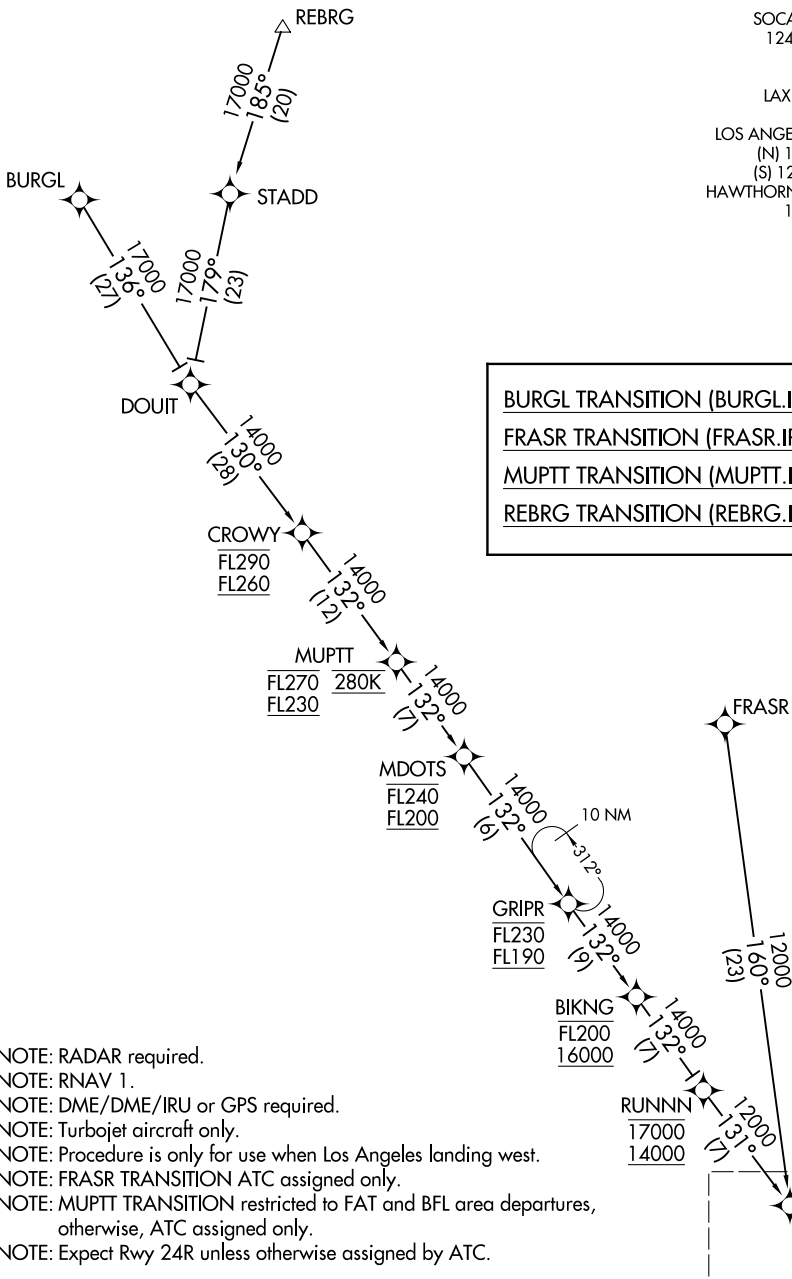 REBRG
17000
185°
(20)
SOCA
124
LAX
LOS ANGE
(N) 1
(S) 12
HAWTHORN
1
BURGL
STADD
17000
136°
(27)
17000
179°
(23)
DOUIT
14000
130°
(28)
BURGL TRANSITION (BURGL.I
FRASR TRANSITION (FRASR.IR
MUPTT TRANSITION (MUPTT.I
REBRG TRANSITION (REBRG.I
CROWY
FL290
FL260
14000
132°
(12)
MUPTT
FL270 280K
FL230
14000
132°
(7)
FRASR
MDOTS
FL240
FL200
14000
132°
(6)
10 NM
312°
GRIPR
FL230
FL190
14000
132°
(9)
12000
160°
(23)
BIKNG
FL200
16000
14000
132°
(7)
RUNNN
17000
14000
12000
131°
(7)
NOTE: RADAR required.
NOTE: RNAV 1.
NOTE: DME/DME/IRU or GPS required.
NOTE: Turbojet aircraft only.
NOTE: Procedure is only for use when Los Angeles landing west.
NOTE: FRASR TRANSITION ATC assigned only.
NOTE: MUPTT TRANSITION restricted to FAT and BFL area departures,
otherwise, ATC assigned only.
NOTE: Expect Rwy 24R unless otherwise assigned by ATC.